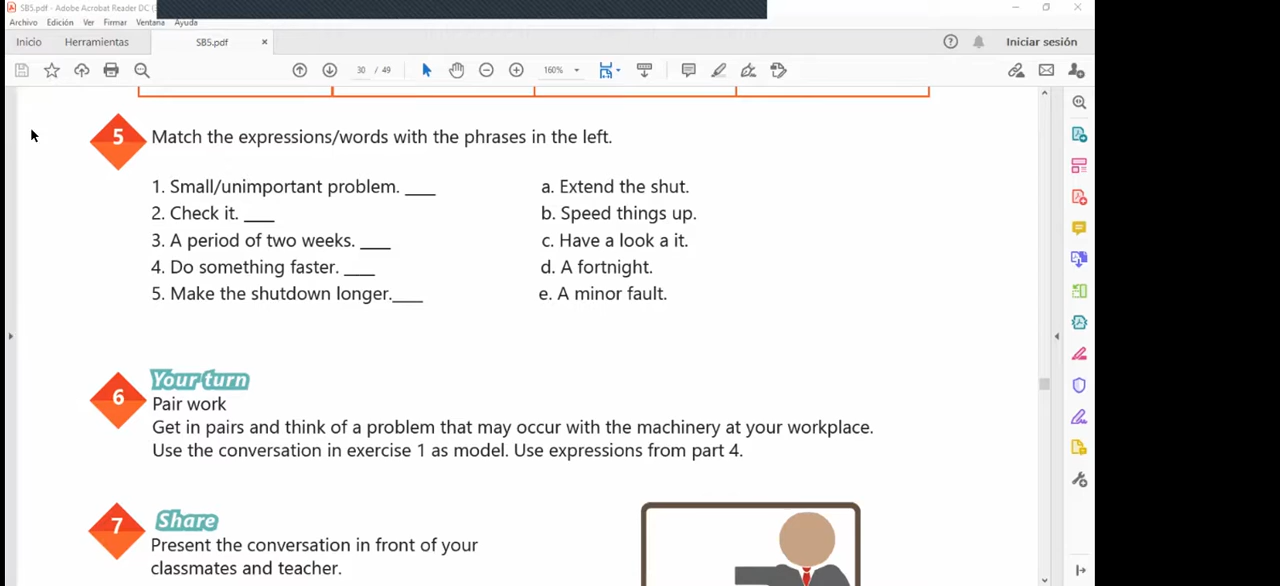 SB5.pdf - Adobe Acrobat Reader DC (
Archivo Edición Ver Firmar Ventana Ayuda
Inicio Herramientas SB5.pdf × Iniciar sesión
30 / 49 160%
5 Match the expressions/words with the phrases in the left.
1. Small/unimportant problem. ____ a. Extend the shut.
2. Check it. ____ b. Speed things up.
3. A period of two weeks. ____ c. Have a look a it.
4. Do something faster. ____ d. A fortnight.
5. Make the shutdown longer.____ e. A minor fault.
6 Your turn
Pair work
Get in pairs and think of a problem that may occur with the machinery at your workplace.
Use the conversation in exercise 1 as model. Use expressions from part 4.
7 Share
Present the conversation in front of your
classmates and teacher.